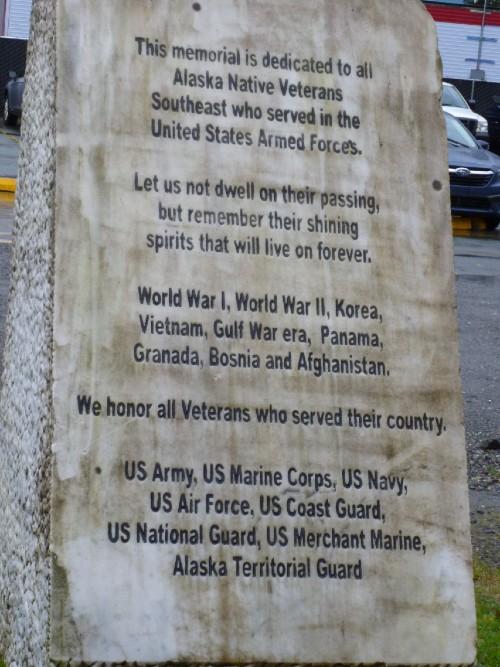 This memorial is dedicated to all
Alaska Native Veterans
Southeast who served in the
United States Armed Forces.
Let us not dwell on their passing,
but remember their shining
spirits that will live on forever.
World War I, World War II, Korea,
Vietnam, Gulf War era, Panama,
Granada, Bosnia and Afghanistan.
We honor all Veterans who served their country.
US Army, US Marine Corps, US Navy,
US Air Force, US Coast Guard,
US National Guard, US Merchant Marine,
Alaska Territorial Guard